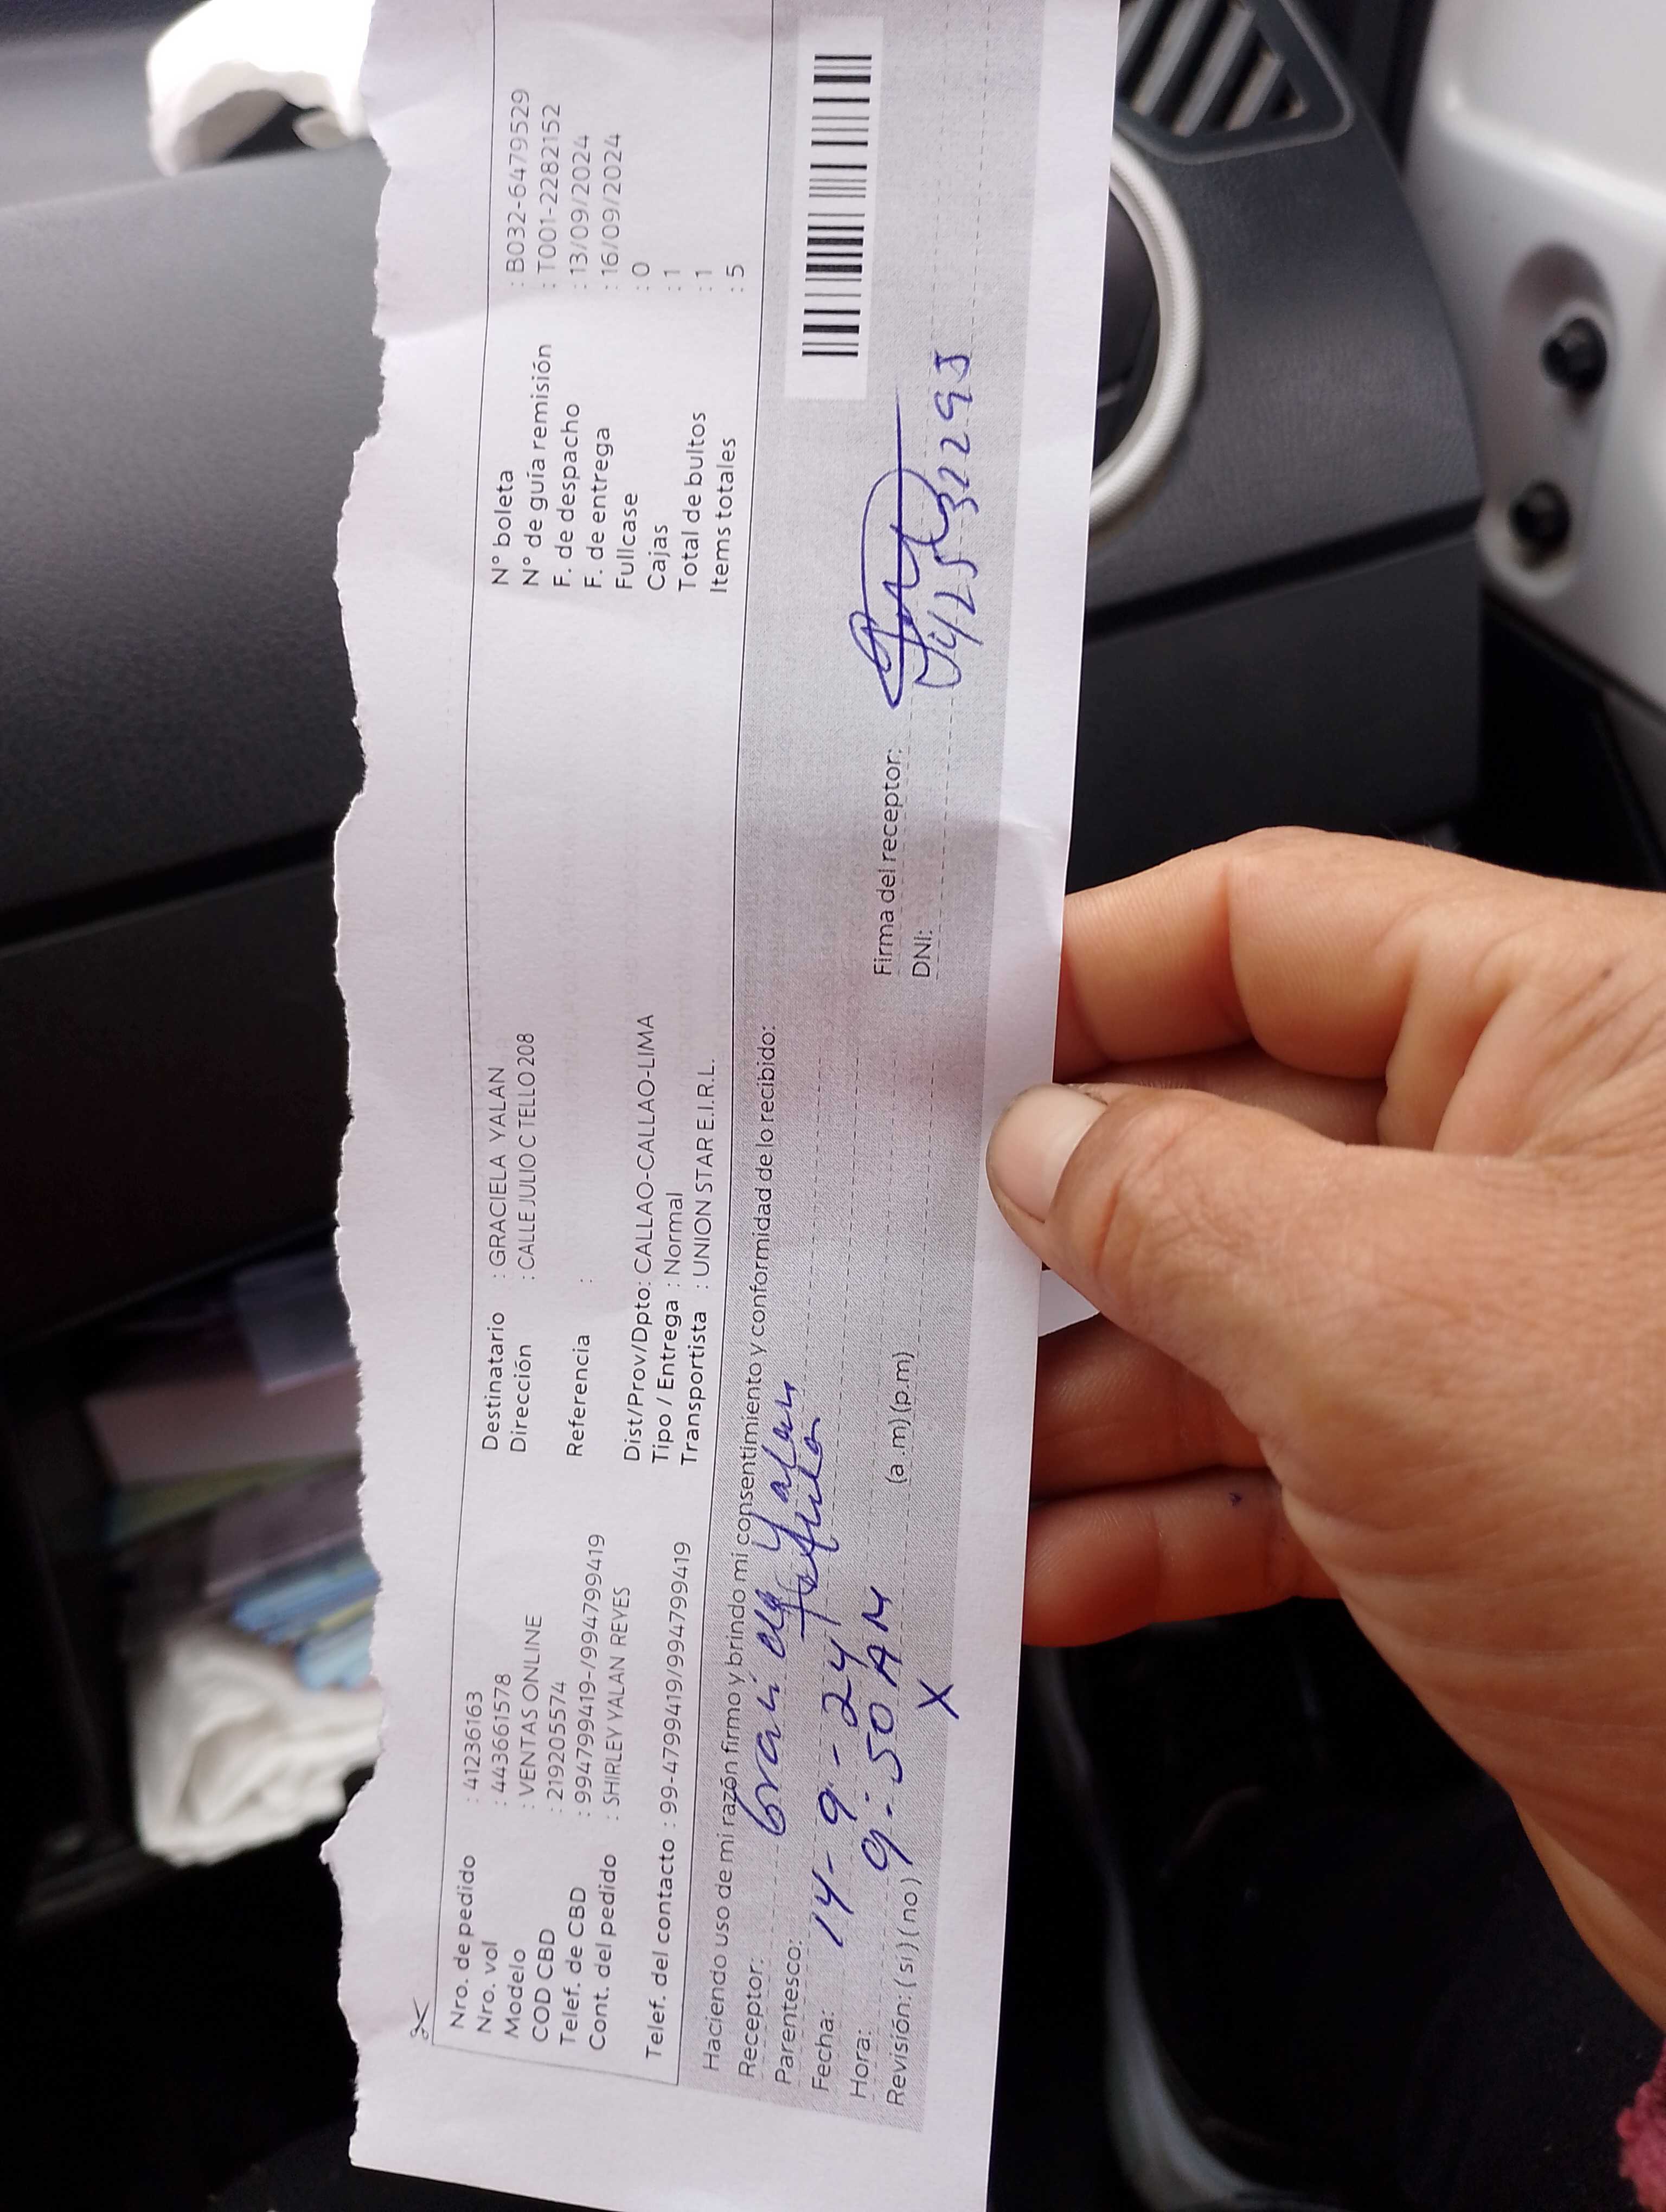 Nro. de pedido : 41236163
Nro. vol : 443661578
Modelo : VENTAS ONLINE
COD CBD : 219205574
Telef. de CBD : 994799419-/994799419
Cont. del pedido : SHIRLEY YALAN REYES
Telef. del contacto : 99-4799419/994799419
Destinatario : GRACIELA YALAN
Dirección : CALLE JULIO C TELLO 208
Referencia :
Dist/Prov/Dpto: CALLAO-CALLAO-LIMA
Tipo / Entrega : Normal
Transportista : UNION STAR E.I.R.L.
N° boleta : B032-6479529
N° de guía remisión : T001-2282152
F. de despacho : 13/09/2024
F. de entrega : 16/09/2024
Fullcase : 0
Cajas : 1
Total de bultos : 1
Items totales : 5
Haciendo uso de mi razón firmo y brindo mi consentimiento y conformidad de lo recibido:
Receptor: Yalan
Parentesco:
Fecha: 14-9-24
Hora: 9:50 AM (a.m) (p.m)
Revisión: (si) (no) X
Firma del receptor:
DNI: